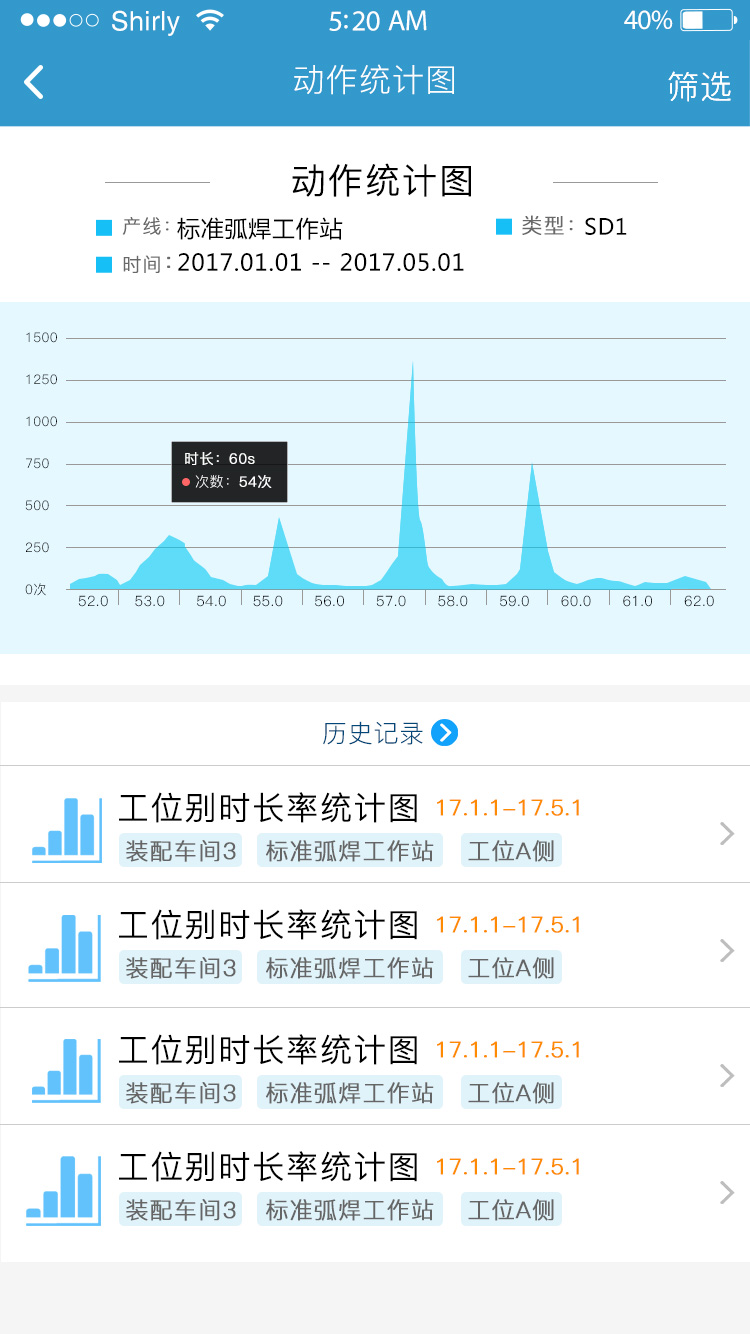 Shirly 5:20 AM 40%
动作统计图 筛选
动作统计图
产线: 标准弧焊工作站 类型: SD1
时间: 2017.01.01 -- 2017.05.01
1500
1250
1000
750
500
250
0次
时长: 60s
次数: 54次
52.0 53.0 54.0 55.0 56.0 57.0 58.0 59.0 60.0 61.0 62.0
历史记录
工位别时长率统计图 17.1.1-17.5.1
装配车间3 标准弧焊工作站 工位A侧
工位别时长率统计图 17.1.1-17.5.1
装配车间3 标准弧焊工作站 工位A侧
工位别时长率统计图 17.1.1-17.5.1
装配车间3 标准弧焊工作站 工位A侧
工位别时长率统计图 17.1.1-17.5.1
装配车间3 标准弧焊工作站 工位A侧